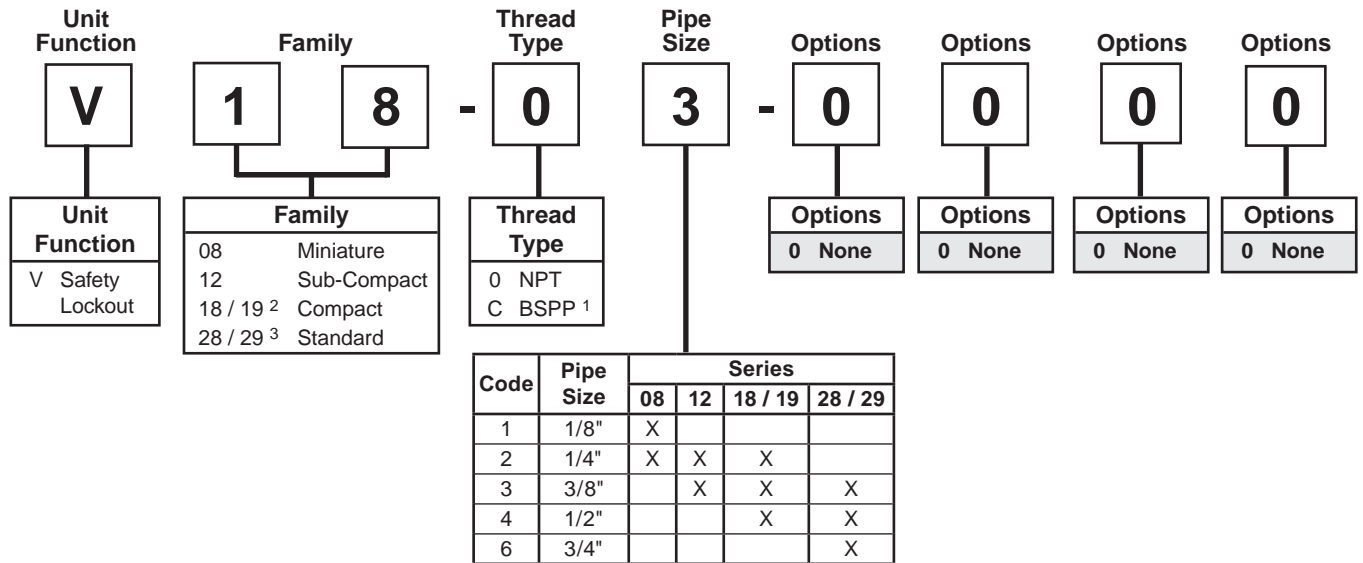 Unit Function Family Thread Type Pipe Size Options Options Options Options
V 1 8 - 0 3 - 0 0 0 0
Unit Function
V Safety Lockout
Family
08 Miniature
12 Sub-Compact
18 / 19 2 Compact
28 / 29 3 Standard
Thread Type
0 NPT
C BSPP 1
Options
0 None
Options
0 None
Options
0 None
Options
0 None
Code Pipe Size Series
08 12 18 / 19 28 / 29
1 1/8" X
2 1/4" X X X
3 3/8" X X X
4 1/2" X X
6 3/4" X